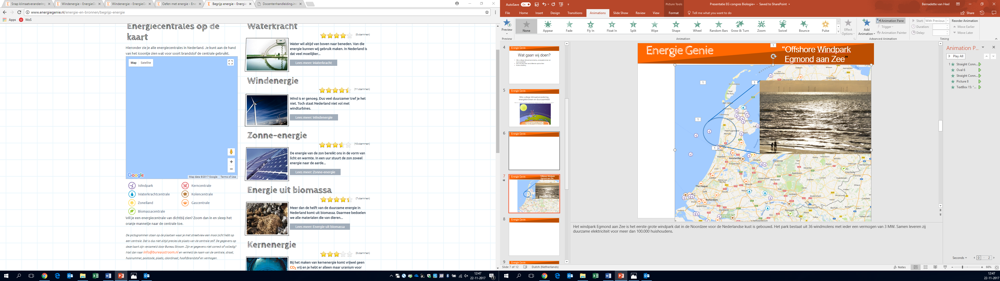 Snap klimaatverandering
Windenergie - EnergieGe
Windenergie - EnergieGe
Oefen met energie - Ene
Begrijp energie - Energie
Docentenhandleiding.ind
www.energiegenie.nl/energie-en-bronnen/begrijp-energie
Apps
WoS
Energiecentrales op de
kaart
Hieronder zie je alle energiecentrales in Nederland. Je kunt aan de hand
van het icoontje zien wat voor soort brandstof de centrale gebruikt.
Map Satellite
Google
Map data ©2017 Google Terms of Use
Windpark
Kerncentrale
Waterkrachtcentrale
Kolencentrale
Zoneiland
Gascentrale
Biomassacentrale
Wil je een energiecentrale van dichtbij zien? Zoom dan in en sleep het
oranje mannetje naar de centrale toe.
De pictogrammen staan op de plaatsen waar je met streetview een mooi zicht hebt op
een centrale. Dat is dus niet altijd precies de plaats van de centrale zelf. De gegevens op
deze kaart zijn verzameld door Bureau Stroom. Zijn er gegevens niet correct of volledig?
Mail dan naar info@bureaustroom.nl en vermeld de naam van de centrale, straat,
huisnummer, postcode, plaats, coördinaat, hoofdbrandstof en vermogen.
Waterkracht
(8 stemmen)
Water wil altijd van boven naar beneden. Van die
energie kunnen wij gebruik maken. In Nederland is
dat veel moeilijker...
Lees meer: Waterkracht
Windenergie
(11 stemmen)
Wind is er genoeg. Dus veel duurzamer tref je het
niet. Toch staat Nederland niet vol met
windturbines.
Lees meer: Windenergie
Zonne-energie
(10 stemmen)
De energie van de zon bereikt ons in de vorm van
licht en warmte. In een uur stuurt de zon zoveel
energie naar de aarde...
Lees meer: Zonne-energie
Energie uit biomassa
(7 stemmen)
Meer dan de helft van de duurzame energie in
Nederland komt uit biomassa. Daarmee bedoelen
we alle materialen die van dieren...
Lees meer: Energie uit biomassa
Kernenergie
(8 stemmen)
Bij het maken van kernenergie komt vrijwel geen
CO2 vrij en je hebt er alleen maar uranium voor
12:47
22-11-2017
AutoSave On
Picture Tools
Presentatie EG congres Biologie+ - Saved to SharePoint
Bernadette van Heel
File Home Insert Design Transitions Animations Slide Show Review View Format Tell me what you want to do
Share
Preview
None Appear Fade Fly In Float In Split Wipe Shape Wheel Random Bars Grow & Turn Zoom Swivel Bounce Pulse
Effect
Options
Add
Animation
Animation Pane
Trigger
Animation Painter
Start: With Previous
Duration:
Delay:
Reorder Animation
Move Earlier
Move Later
Preview
Animation
Advanced Animation
Timing
4
Energie Genie
Wat gaan wij doen?
5
Energie Genie
Mini college klimaatverandering,
energiebronnen en duurzaamheid
6
Energie Genie
7
"Offshore Windpark
Egmond aan Zee
8
Energie Genie
9
Energie Genie
Energie Genie
"Offshore Windpark
Egmond aan Zee"
1
1
1
1
1
Dokkum
Groningen
Leeuwarden
Texel
Den Burg
Den Helder
Schagen
Heerhugowaard
Alkmaar
Haarlem
Amsterdam
Almere
Harderwijk
Amstelveen
Lisse
Hilversum
Apeldoorn
Deventer
Enschede
Leiden
Amersfoort
The Hague
Utrecht
Delft
Gouda
Ede
Arnhem
Rotterdam
Spijkenisse
Dordrecht
Nijmegen
Het windpark Egmond aan Zee is het eerste grote windpark dat in de Noordzee voor de Nederlandse kust is gebouwd. Het park bestaat uit 36 windmolens met ieder een vermogen van 3 MW. Samen leveren zij
duurzame elektriciteit voor meer dan 100.000 huishoudens.
Animation P...
Play All
1 Straight Conn...
Oval 6
Straight Conn...
Picture 8
TextBox 15: "...
Seconds 0 2
Slide 7 of 12
Dutch (Netherlands)
Notes
66%
12:47
22-11-2017